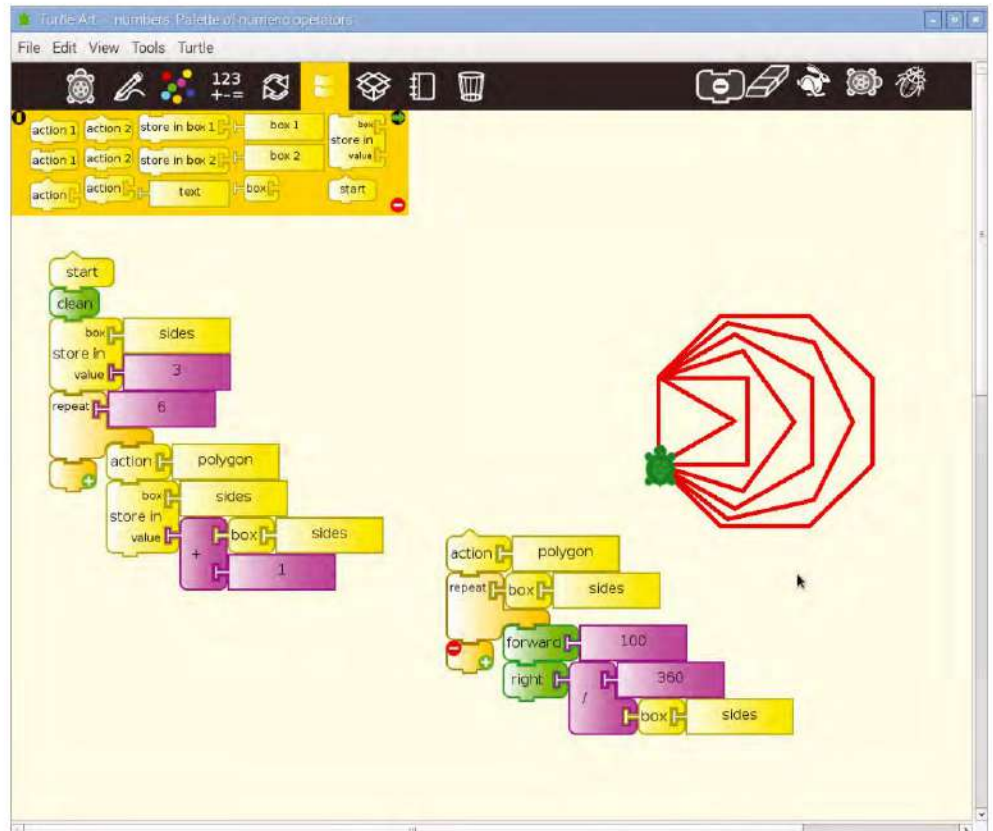 Turtle Art — numbers. Palette of numeric operators
File Edit View Tools Turtle
123
+-=
action 1 action 2 store in box 1 box 1 box
store in
action 1 action 2 store in box 2 box 2 value
action action text box start
start
clean
box sides
store in
value 3
repeat 6
action polygon
box sides
store in
value + box sides
1
action polygon
repeat box sides
forward 100
right / 360
box sides